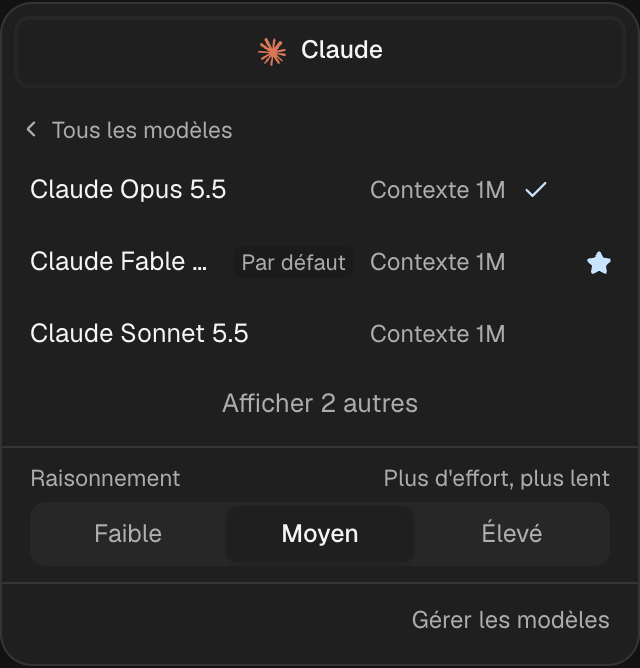 Claude
Tous les modèles
Claude Opus 5.5 Contexte 1M
Claude Fable ... Par défaut Contexte 1M
Claude Sonnet 5.5 Contexte 1M
Afficher 2 autres
Raisonnement Plus d'effort, plus lent
Faible Moyen Élevé
Gérer les modèles